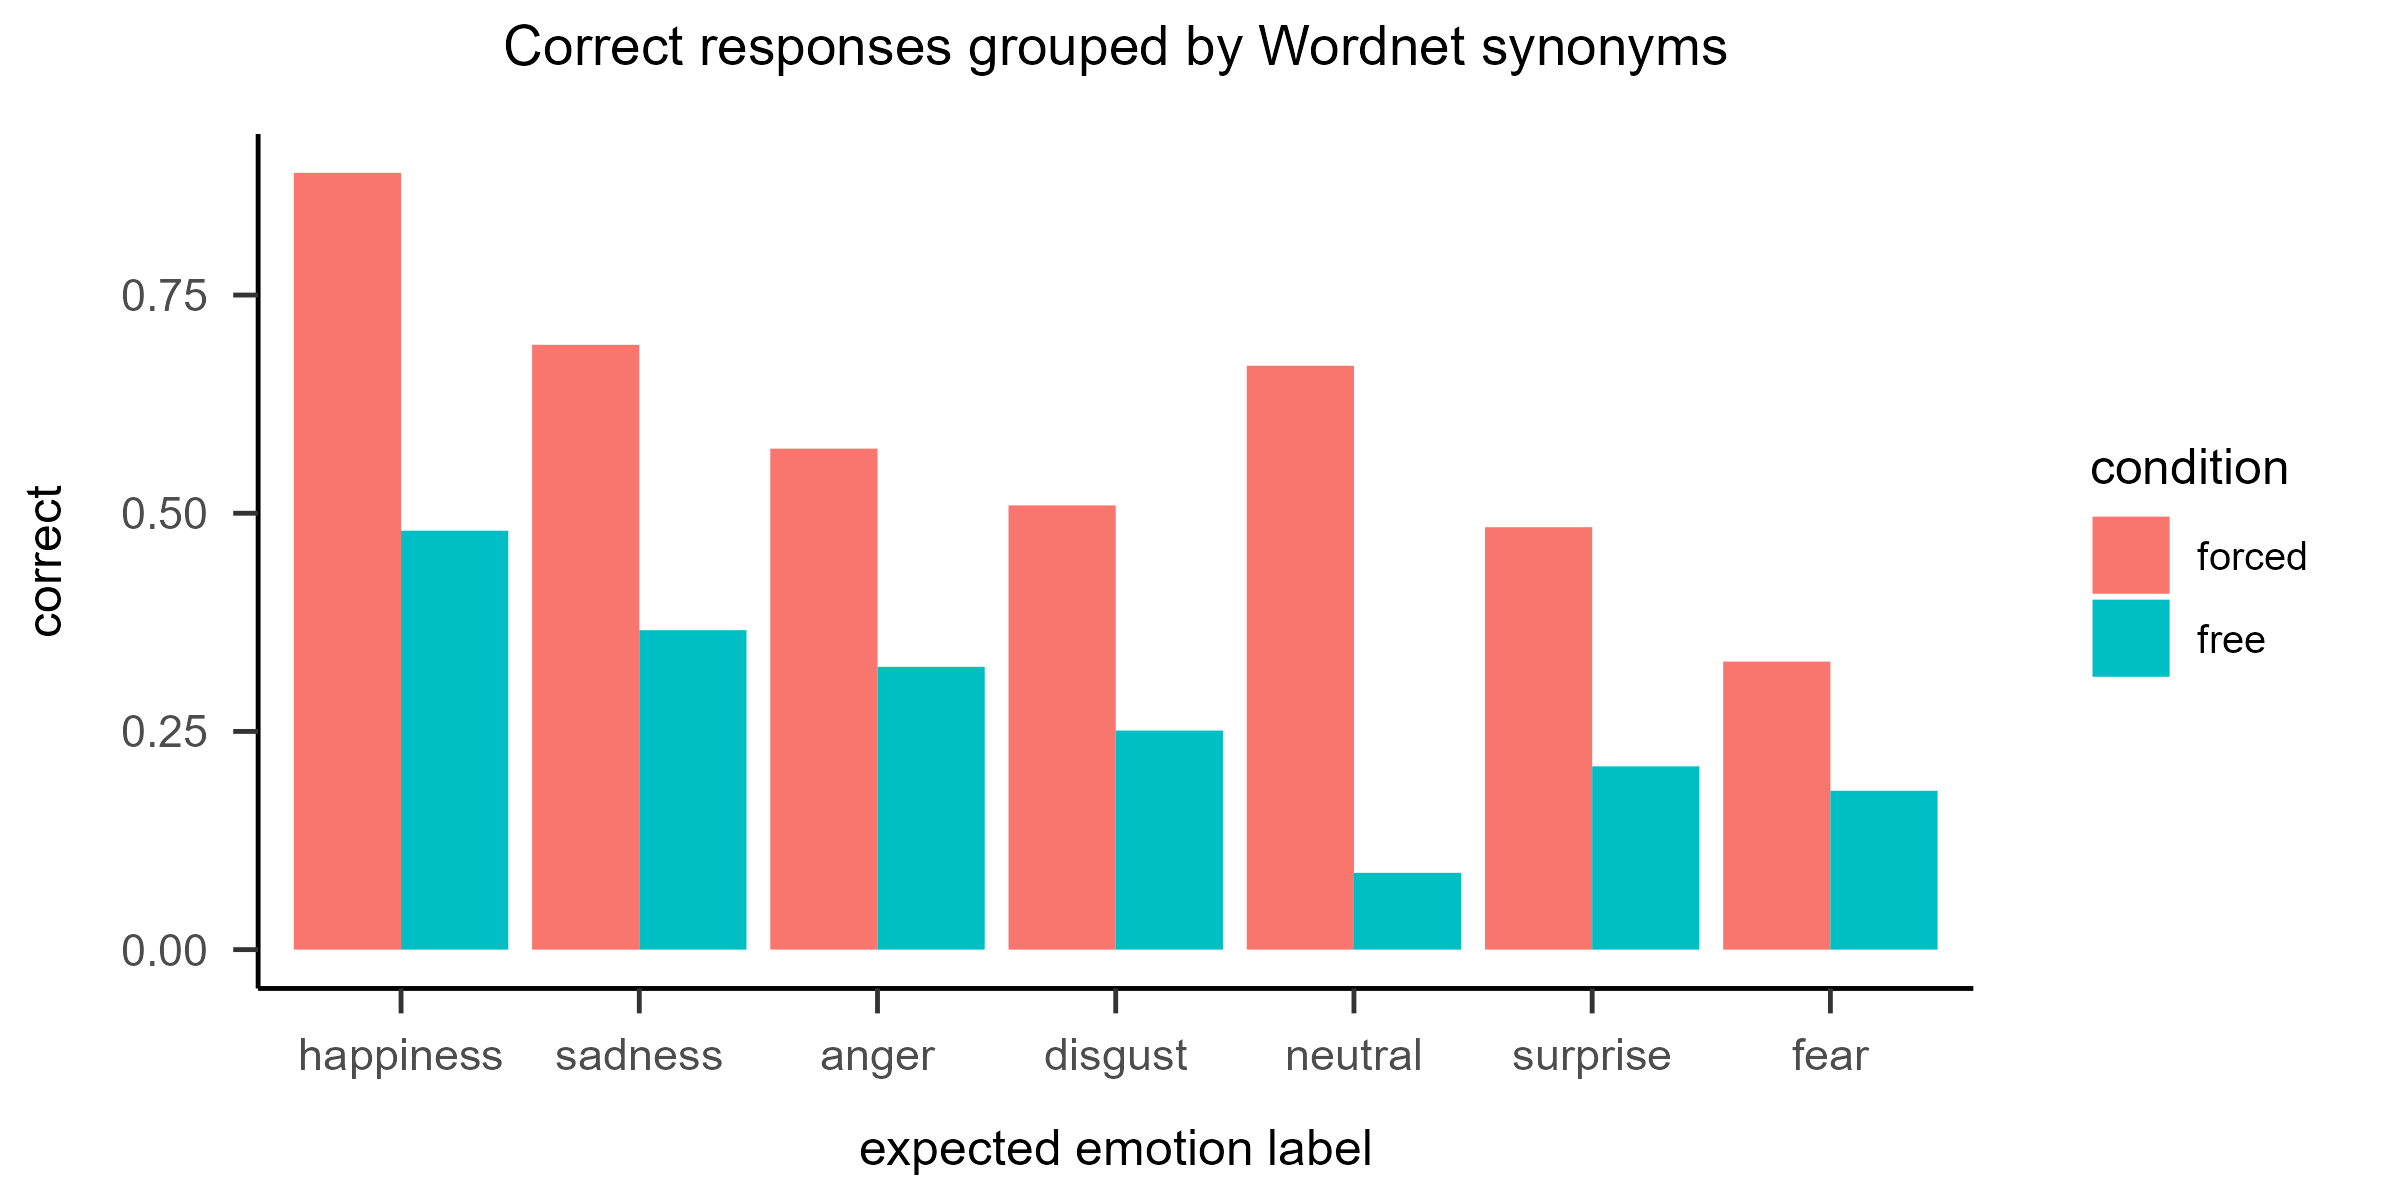 Correct responses grouped by Wordnet synonyms
correct
0.75
0.50
0.25
0.00
happiness sadness anger disgust neutral surprise fear
expected emotion label
condition
forced
free